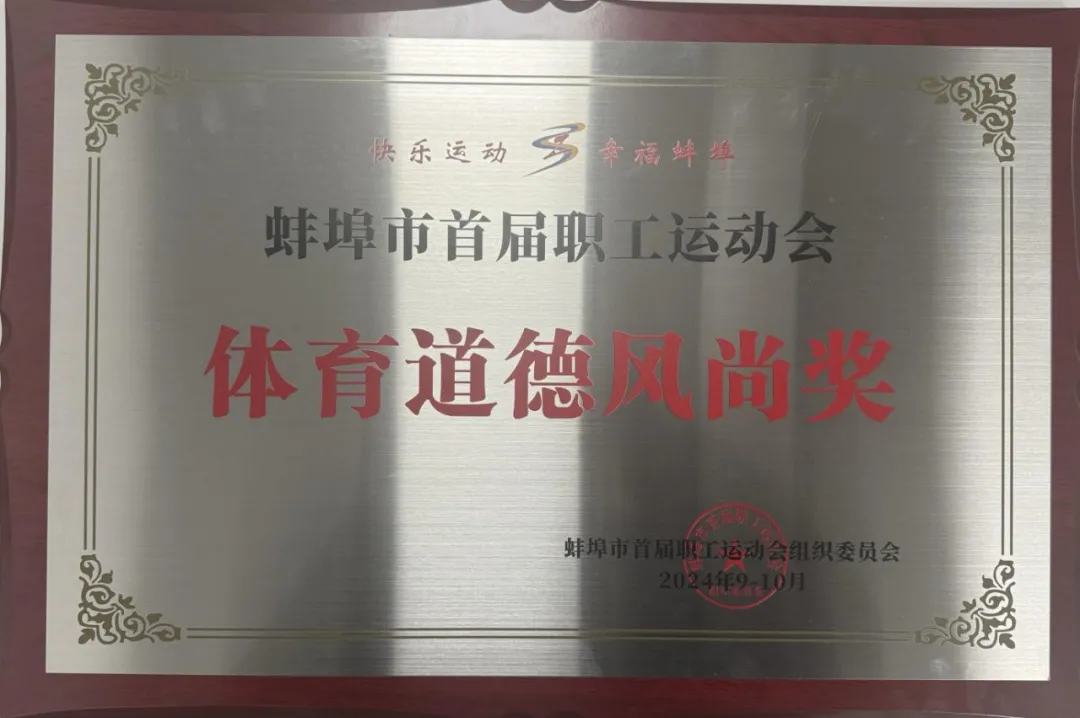 快乐运动 幸福蚌埠
蚌埠市首届职工运动会
体育道德风尚奖
蚌埠市首届职工运动会组织委员会
2024年9-10月